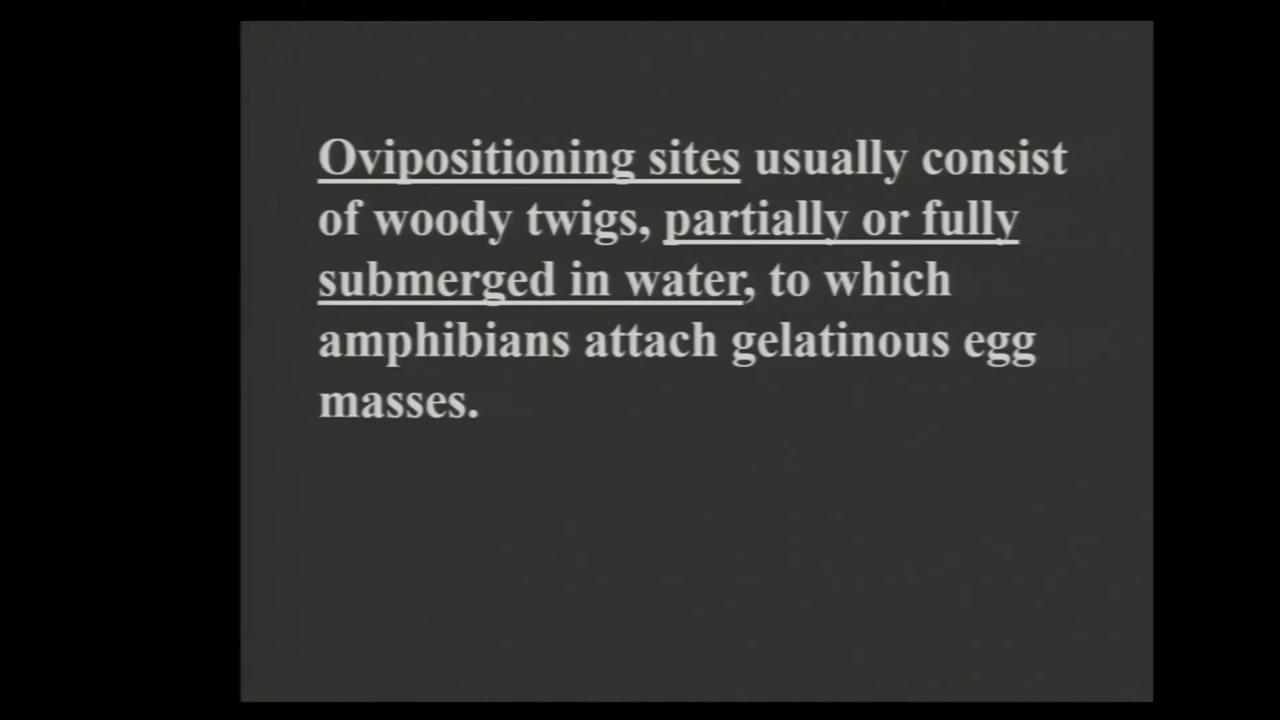 Ovipositioning sites usually consist
of woody twigs, partially or fully
submerged in water, to which
amphibians attach gelatinous egg
masses.